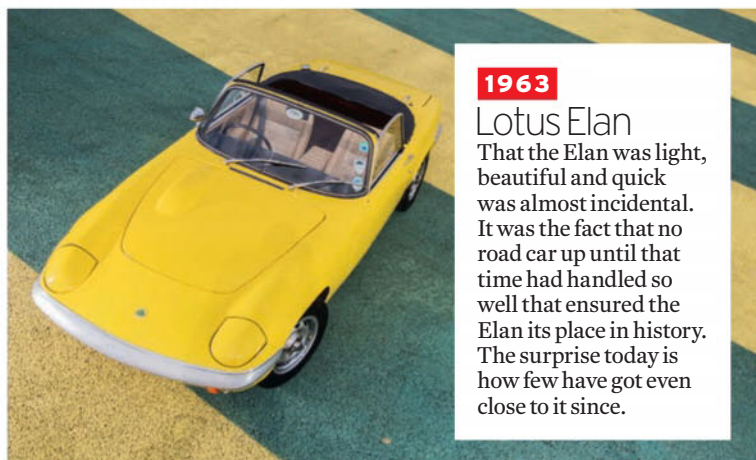 1963
Lotus Elan
That the Elan was light,
beautiful and quick
was almost incidental.
It was the fact that no
road car up until that
time had handled so
well that ensured the
Elan its place in history.
The surprise today is
how few have got even
close to it since.